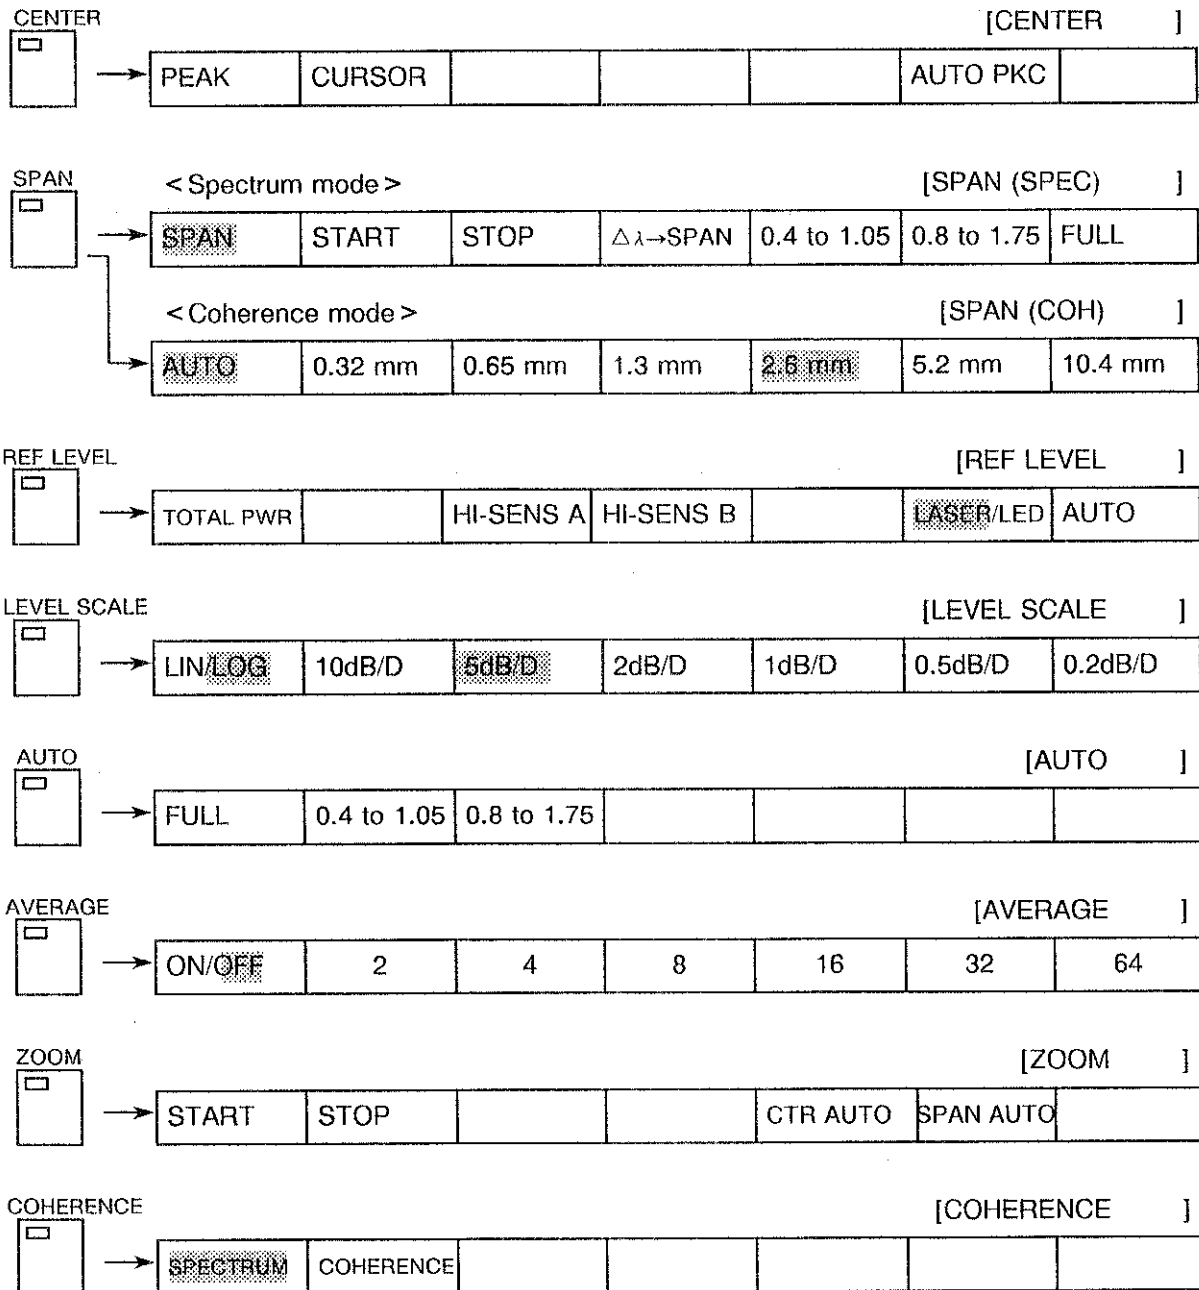 CENTER
[CENTER ]
PEAK CURSOR AUTO PKC
SPAN
<Spectrum mode> [SPAN (SPEC) ]
SPAN START STOP △λ→SPAN 0.4 to 1.05 0.8 to 1.75 FULL
<Coherence mode> [SPAN (COH) ]
AUTO 0.32 mm 0.65 mm 1.3 mm 2.6 mm 5.2 mm 10.4 mm
REF LEVEL
[REF LEVEL ]
TOTAL PWR HI-SENS A HI-SENS B LASER/LED AUTO
LEVEL SCALE
[LEVEL SCALE ]
LIN/LOG 10dB/D 5dB/D 2dB/D 1dB/D 0.5dB/D 0.2dB/D
AUTO
[AUTO ]
FULL 0.4 to 1.05 0.8 to 1.75
AVERAGE
[AVERAGE ]
ON/OFF 2 4 8 16 32 64
ZOOM
[ZOOM ]
START STOP CTR AUTO SPAN AUTO
COHERENCE
[COHERENCE ]
SPECTRUM COHERENCE